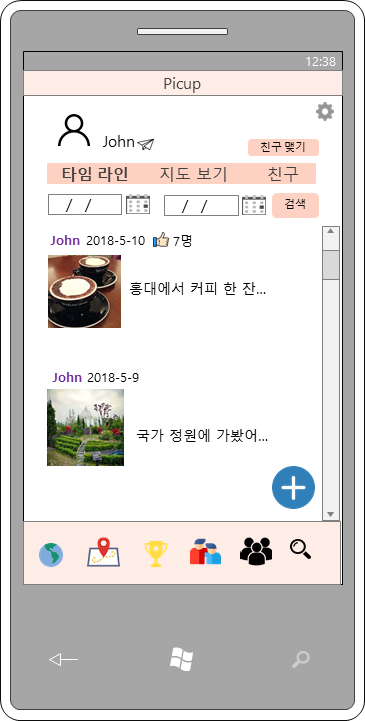 12:38
Picup
John
친구 맺기
타임 라인 지도 보기 친구
/ / / / 검색
John 2018-5-10 7명
홍대에서 커피 한 잔...
John 2018-5-9
국가 정원에 가봤어...